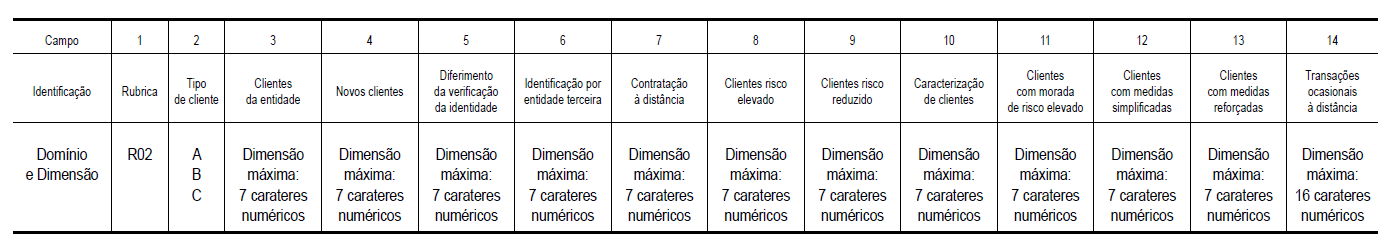 Campo 1 2 3 4 5 6 7 8 9 10 11 12 13 14
Identificação
Rubrica
Tipo
de cliente
Clientes
da entidade
Novos clientes
Diferimento
da verificação
da identidade
Identificação por
entidade terceira
Contratação
à distância
Clientes risco
elevado
Clientes risco
reduzido
Caracterização
de clientes
Clientes
com morada
de risco elevado
Clientes
com medidas
simplificadas
Clientes
com medidas
reforçadas
Transações
ocasionais
à distância
Domínio
e Dimensão
R02
A
B
C
Dimensão
máxima:
7 carateres
numéricos
Dimensão
máxima:
7 carateres
numéricos
Dimensão
máxima:
7 carateres
numéricos
Dimensão
máxima:
7 carateres
numéricos
Dimensão
máxima:
7 carateres
numéricos
Dimensão
máxima:
7 carateres
numéricos
Dimensão
máxima:
7 carateres
numéricos
Dimensão
máxima:
7 carateres
numéricos
Dimensão
máxima:
7 carateres
numéricos
Dimensão
máxima:
7 carateres
numéricos
Dimensão
máxima:
7 carateres
numéricos
Dimensão
máxima:
16 carateres
numéricos